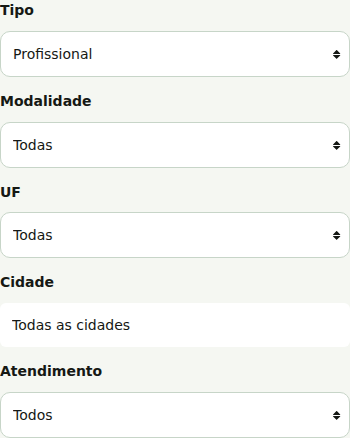 Tipo
Profissional
Modalidade
Todas
UF
Todas
Cidade
Todas as cidades
Atendimento
Todos